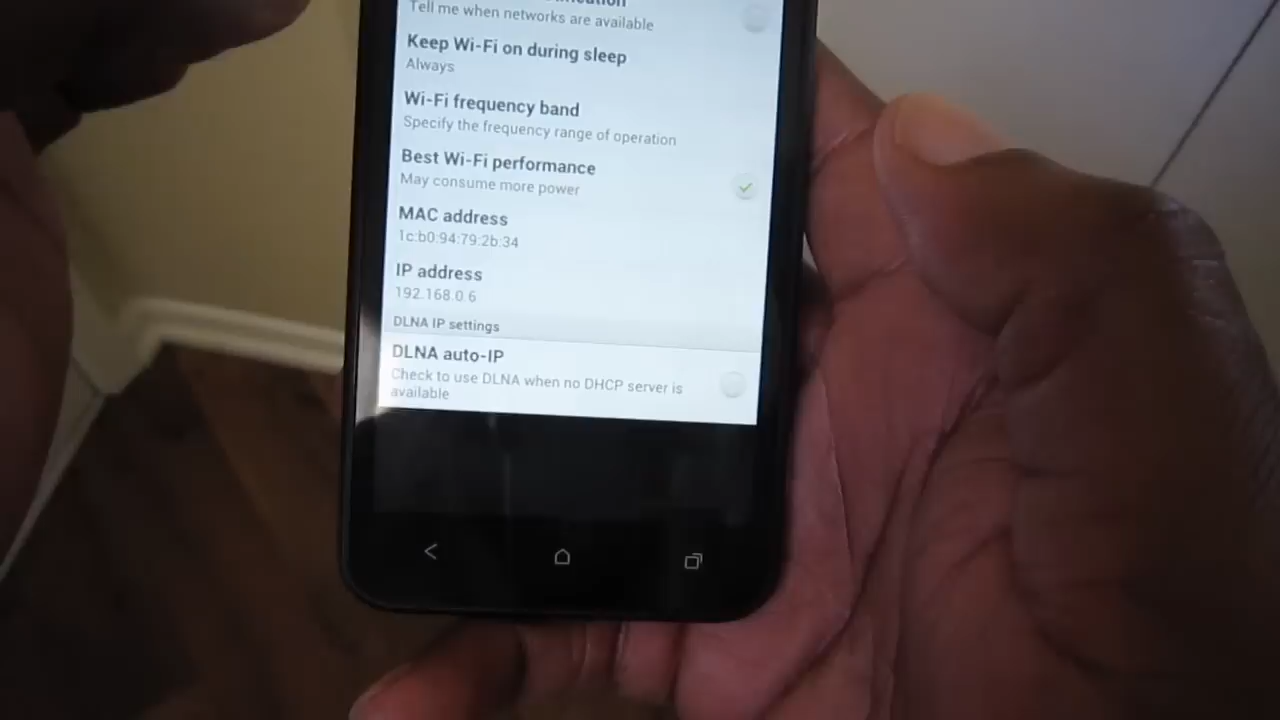 Tell me when networks are available
Keep Wi-Fi on during sleep
Always
Wi-Fi frequency band
Specify the frequency range of operation
Best Wi-Fi performance
May consume more power
MAC address
1c:b0:94:79:2b:34
IP address
192.168.0.6
DLNA IP settings
DLNA auto-IP
Check to use DLNA when no DHCP server is
available